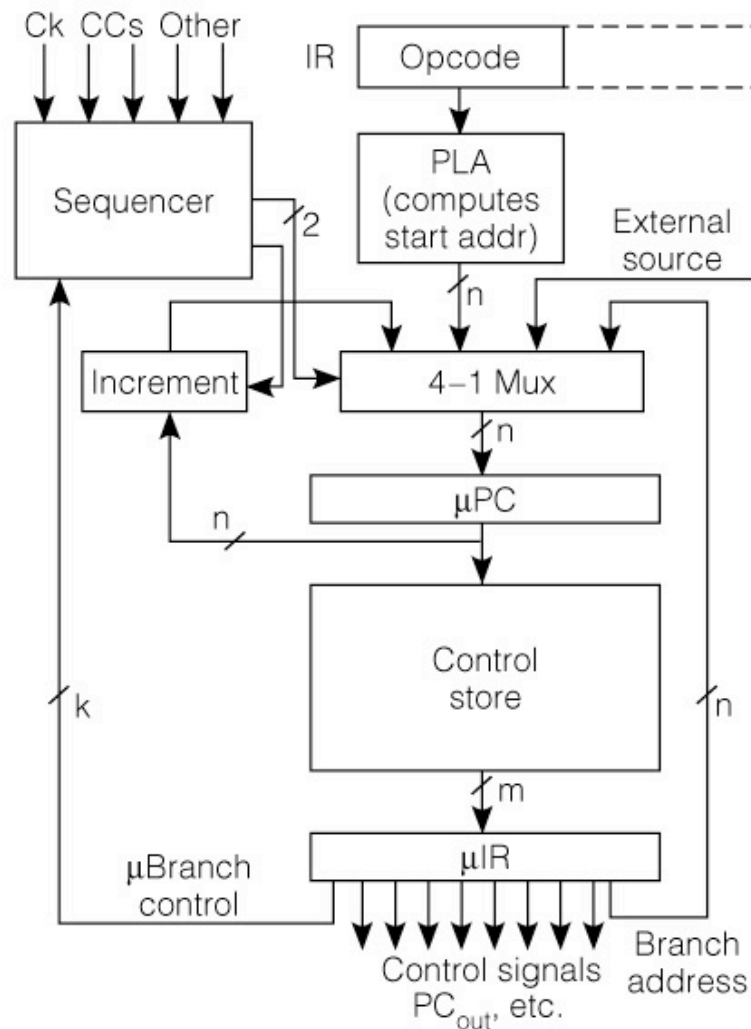 Ck CCs Other
IR
Opcode
Sequencer
2
PLA
(computes
start addr)
External
source
n
Increment
4–1 Mux
n
μPC
n
Control
store
k
n
m
μIR
μBranch
control
Control signals
PCout, etc.
Branch
address